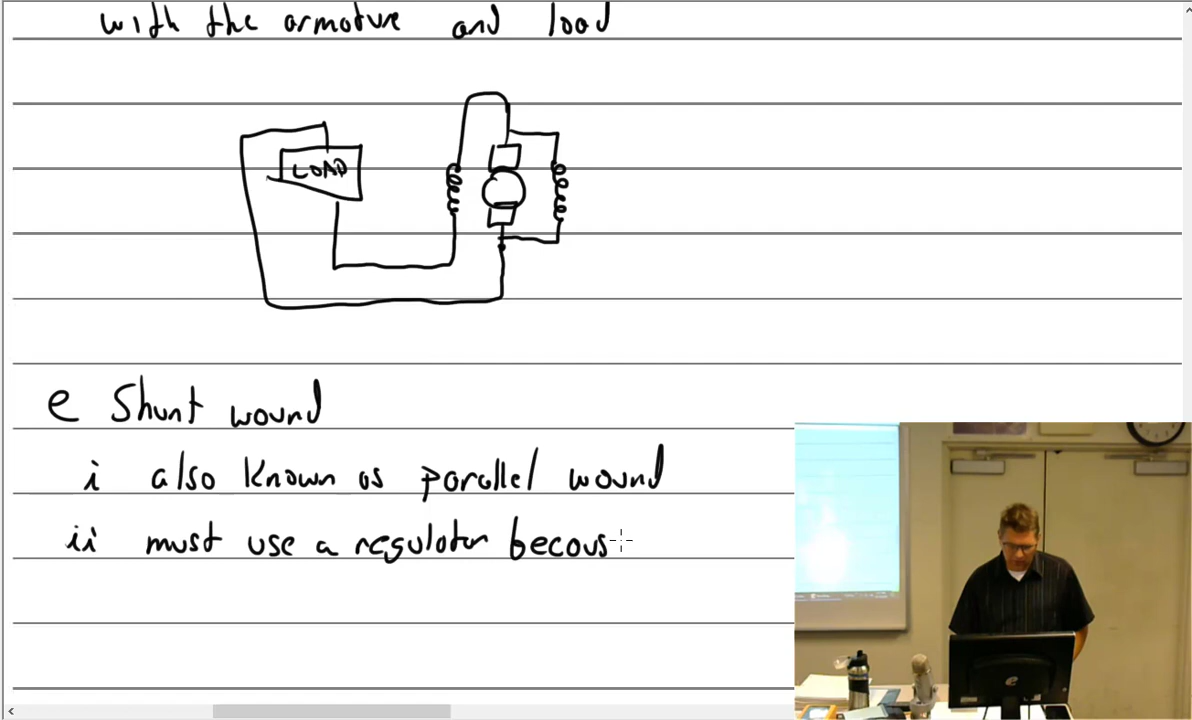 with the armature and load
LOAD
e Shunt wound
i also known as parallel wound
ii must use a regulator becaus